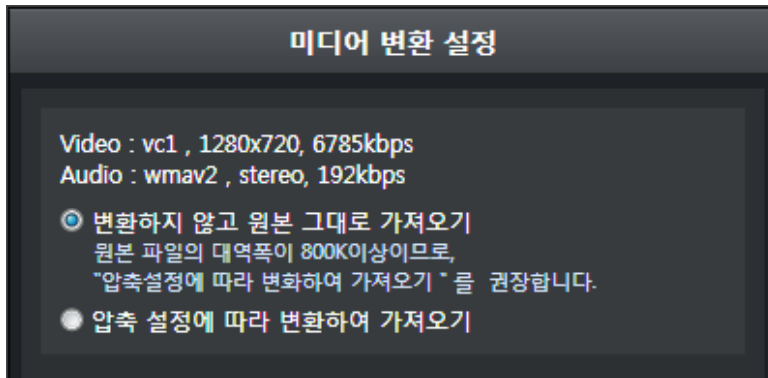 미디어 변환 설정
Video : vc1 , 1280x720, 6785kbps
Audio : wmav2 , stereo, 192kbps
변환하지 않고 원본 그대로 가져오기
원본 파일의 대역폭이 800K이상이므로,
"압축설정에 따라 변화하여 가져오기 " 를 권장합니다.
압축 설정에 따라 변환하여 가져오기